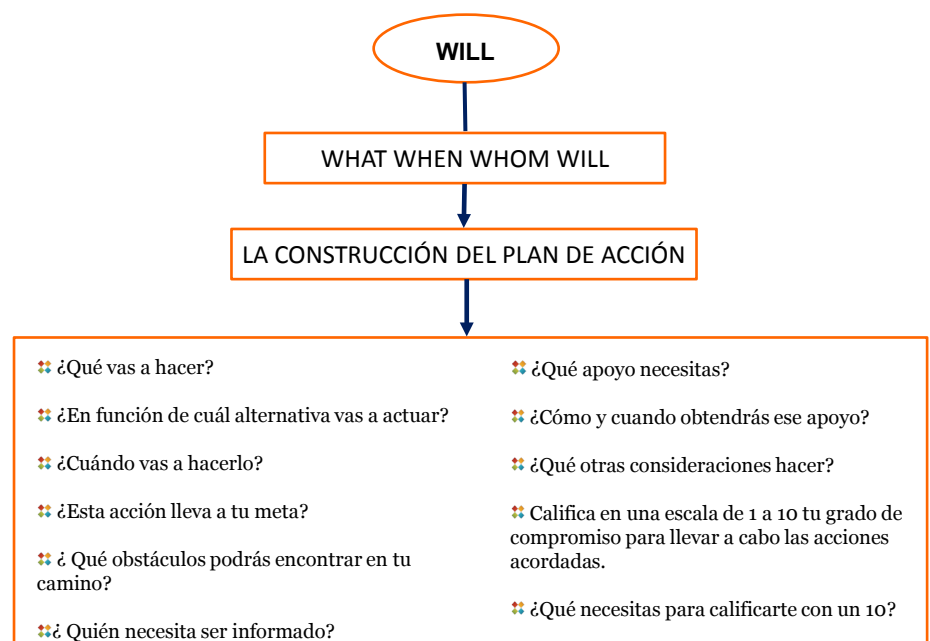 WILL
WHAT WHEN WHOM WILL
LA CONSTRUCCIÓN DEL PLAN DE ACCIÓN
¿Qué vas a hacer?
¿En función de cuál alternativa vas a actuar?
¿Cuándo vas a hacerlo?
¿Esta acción lleva a tu meta?
¿ Qué obstáculos podrás encontrar en tu
camino?
¿ Quién necesita ser informado?
¿Qué apoyo necesitas?
¿Cómo y cuando obtendrás ese apoyo?
¿Qué otras consideraciones hacer?
Califica en una escala de 1 a 10 tu grado de
compromiso para llevar a cabo las acciones
acordadas.
¿Qué necesitas para calificarte con un 10?